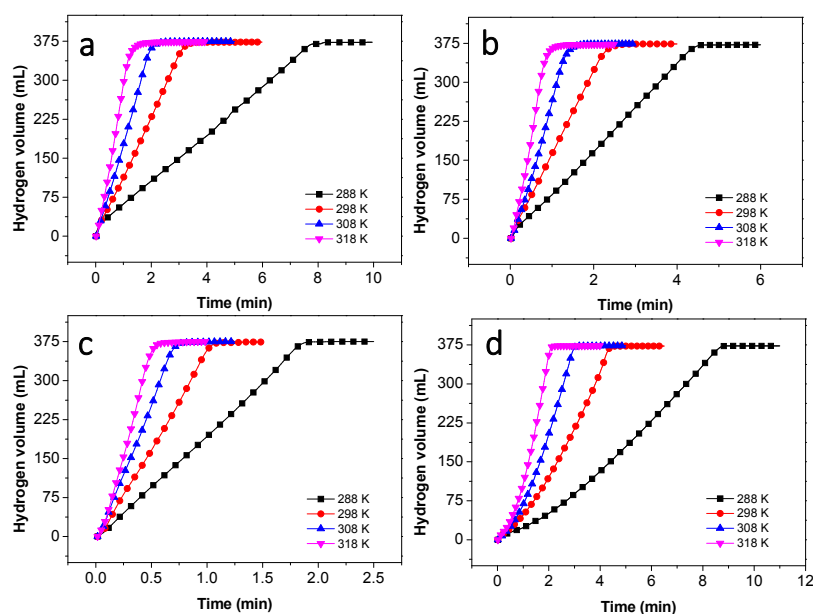 a
Hydrogen volume (mL)
375
300
225
150
75
0
288 K
298 K
308 K
318 K
0 2 4 6 8 10
Time (min)
b
Hydrogen volume (mL)
375
300
225
150
75
0
288 K
298 K
308 K
318 K
0 2 4 6
Time (min)
c
Hydrogen volume (mL)
375
300
225
150
75
0
288 K
298 K
308 K
318 K
0.0 0.5 1.0 1.5 2.0 2.5
Time (min)
d
Hydrogen volume (mL)
375
300
225
150
75
0
288 K
298 K
308 K
318 K
0 2 4 6 8 10 12
Time (min)